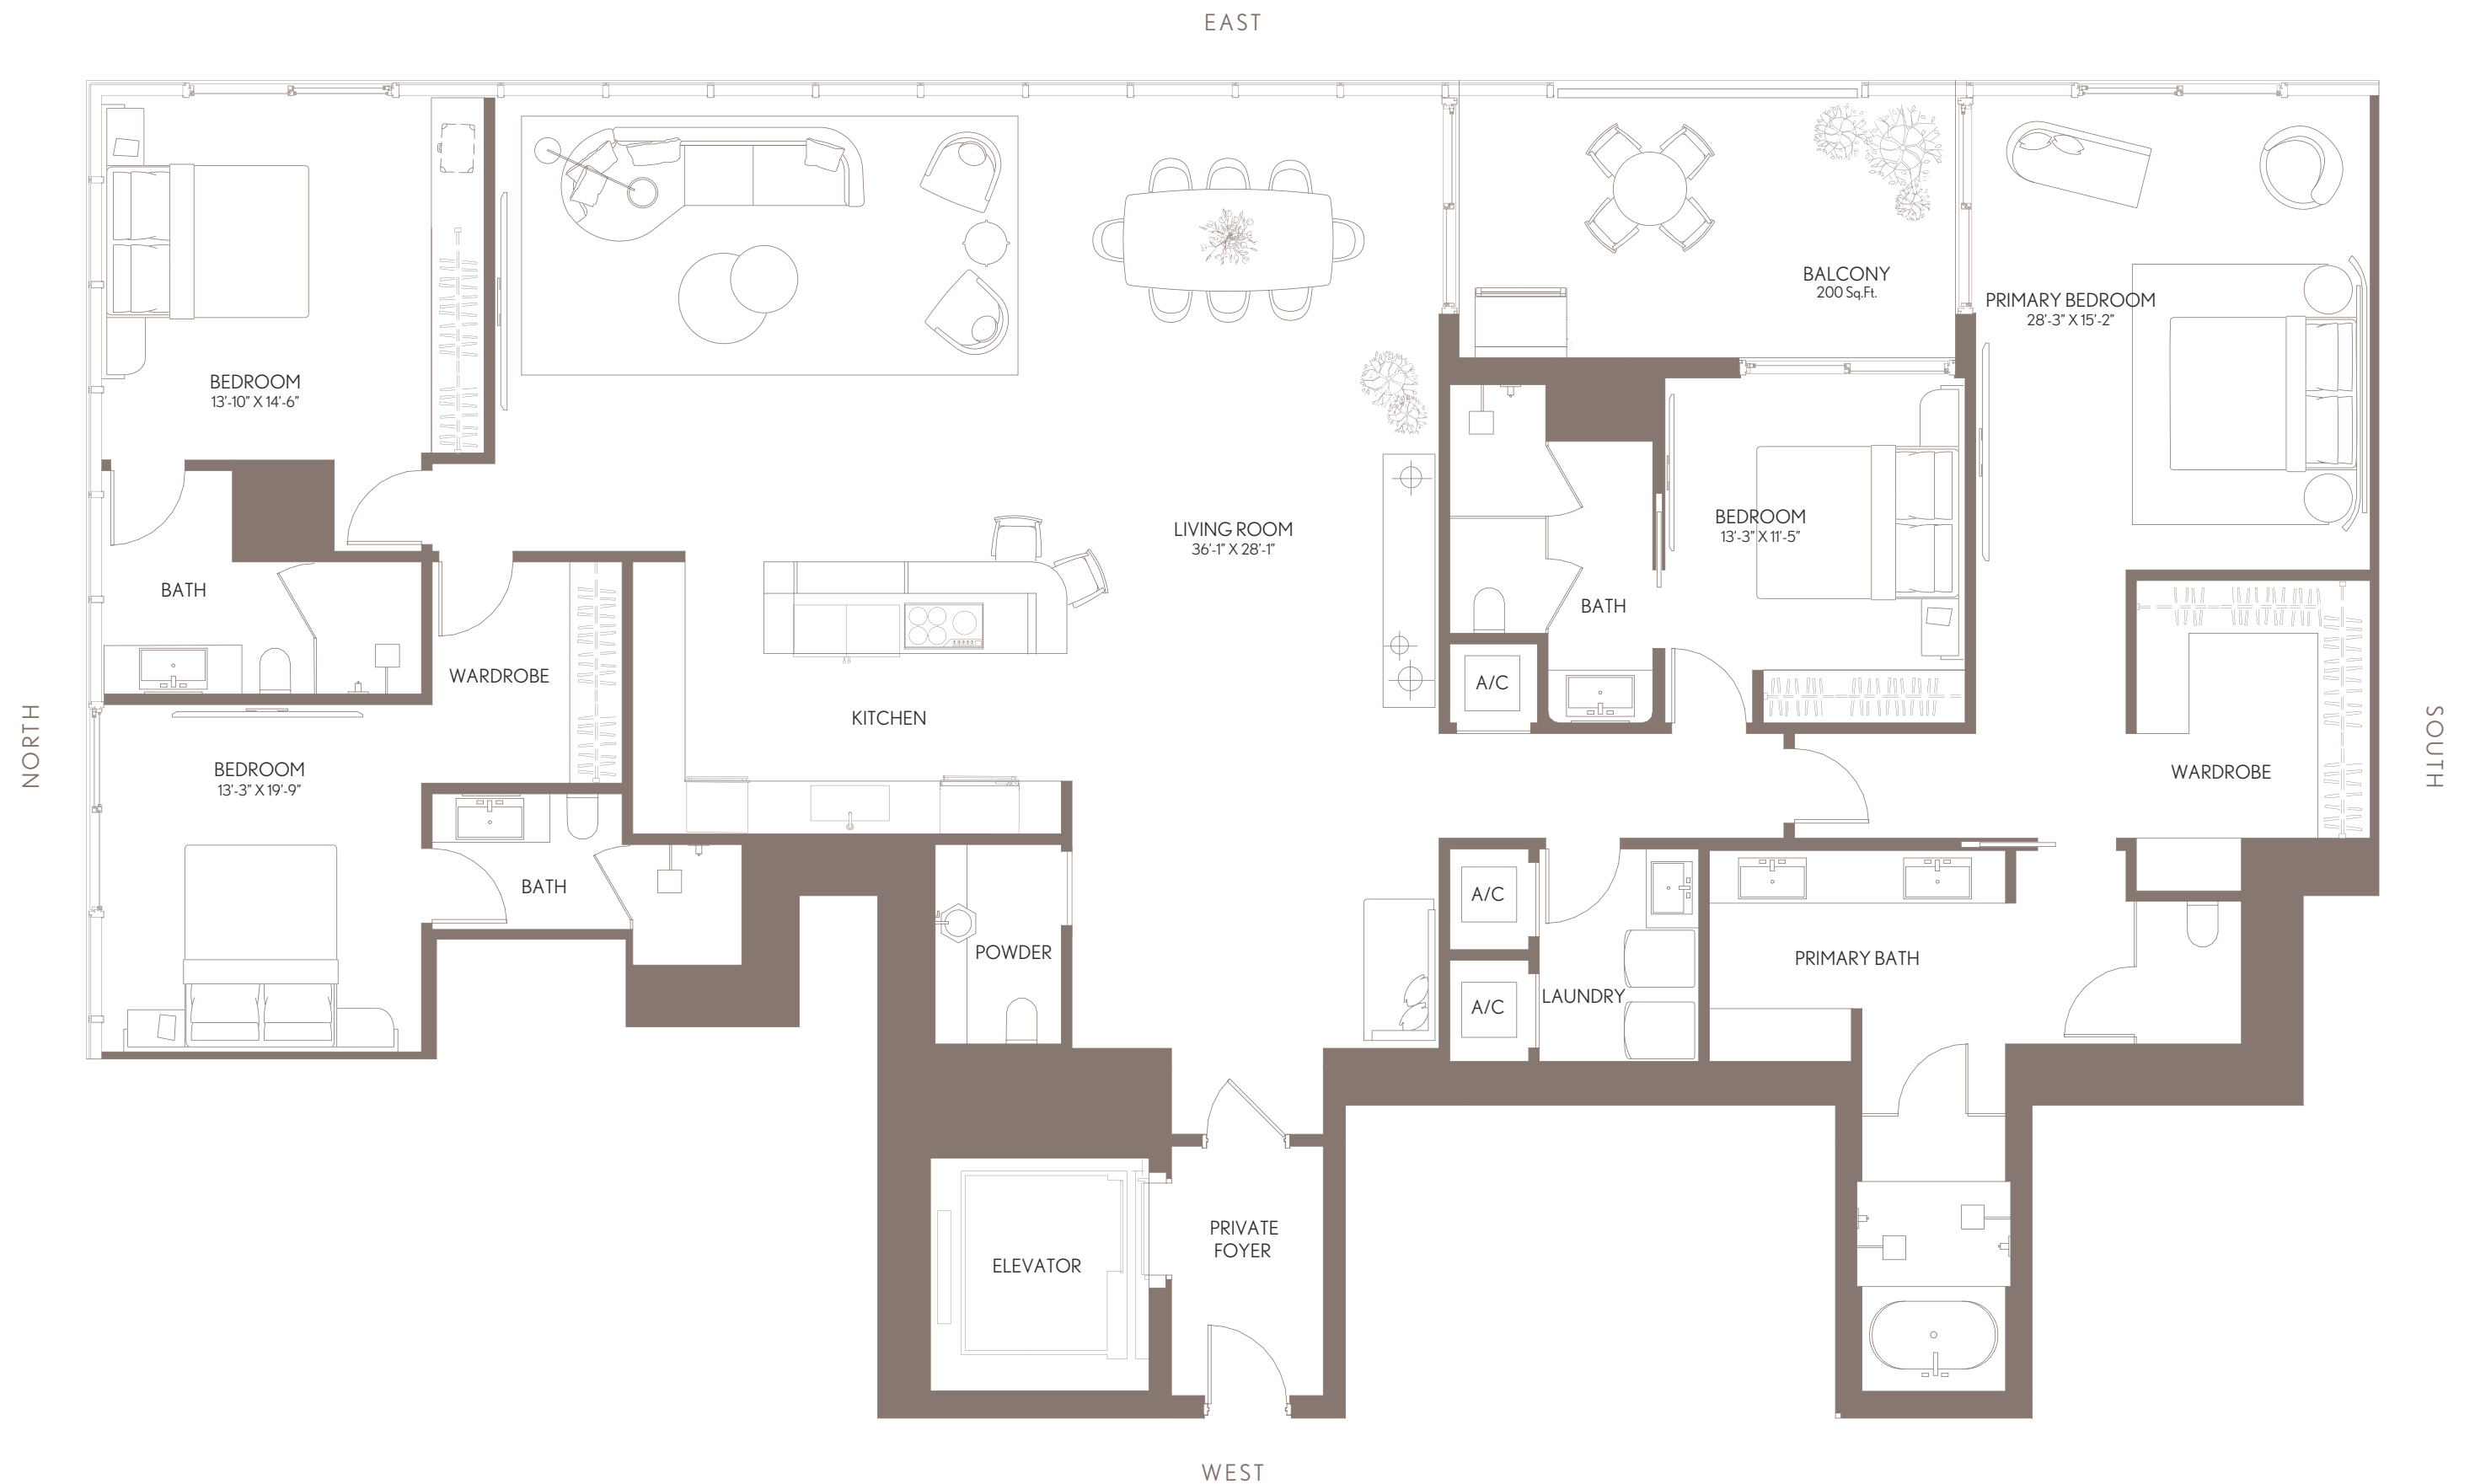 EAST
BALCONY
200 Sq.Ft.
PRIMARY BEDROOM
28'-3" X 15'-2"
BEDROOM
13'-10" X 14'-6"
LIVING ROOM
36'-1" X 28'-1"
BEDROOM
13'-3" X 11'-5"
BATH
BATH
WARDROBE
A/C
KITCHEN
NORTH
SOUTH
BEDROOM
13'-3" X 19'-9"
WARDROBE
BATH
A/C
POWDER
PRIMARY BATH
LAUNDRY
A/C
PRIVATE
FOYER
ELEVATOR
WEST